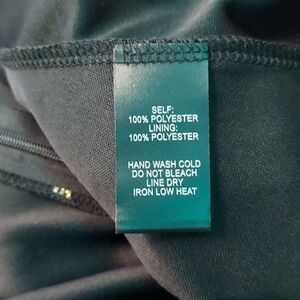 SELF:
100% POLYESTER
LINING:
100% POLYESTER
HAND WASH COLD
DO NOT BLEACH
LINE DRY
IRON LOW HEAT